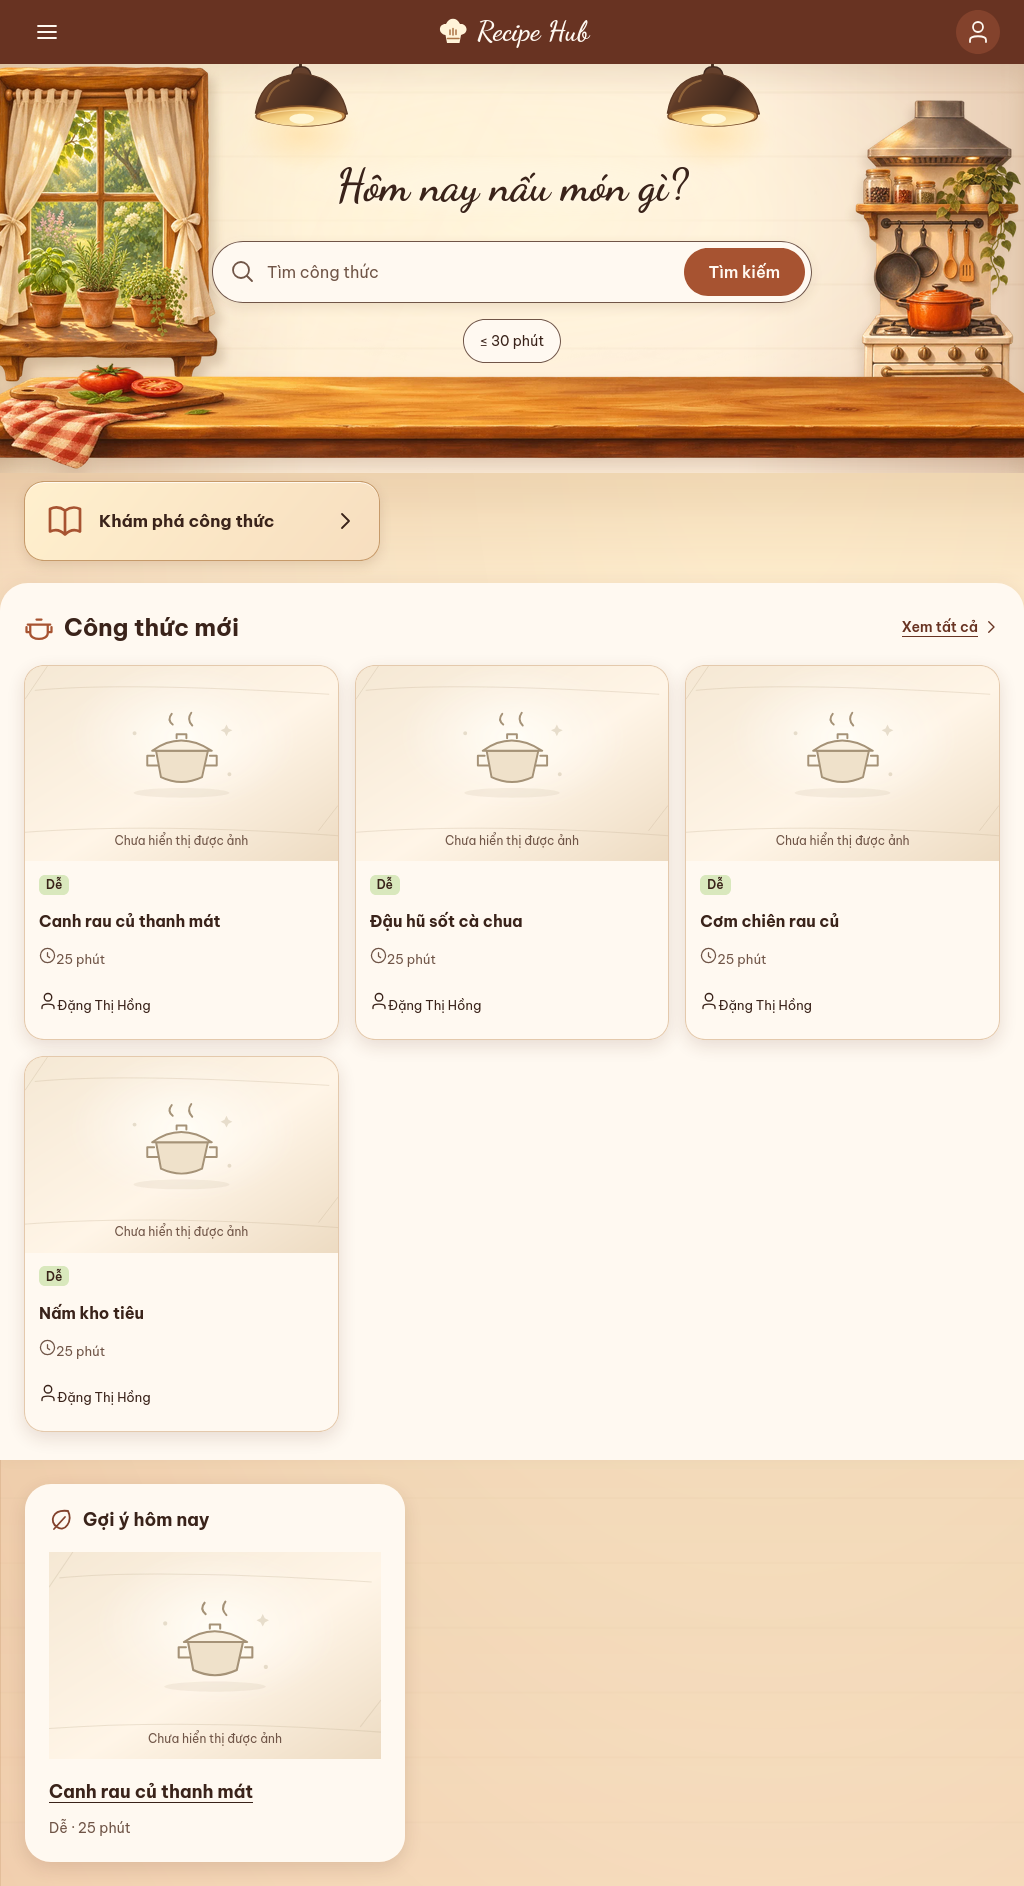 Recipe Hub
Hôm nay nấu món gì?
Tìm công thức
Tìm kiếm
≤ 30 phút
Khám phá công thức
Công thức mới
Xem tất cả
Chưa hiển thị được ảnh
Chưa hiển thị được ảnh
Chưa hiển thị được ảnh
Dễ
Dễ
Dễ
Canh rau củ thanh mát
Đậu hũ sốt cà chua
Cơm chiên rau củ
25 phút
25 phút
25 phút
Đặng Thị Hồng
Đặng Thị Hồng
Đặng Thị Hồng
Chưa hiển thị được ảnh
Dễ
Nấm kho tiêu
25 phút
Đặng Thị Hồng
Gợi ý hôm nay
Chưa hiển thị được ảnh
Canh rau củ thanh mát
Dễ · 25 phút